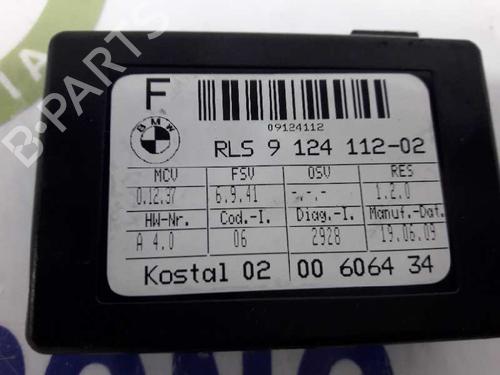 F
BMW
09124112
RLS 9 124 112-02
MCV FSV OSV RES
0.12.37 6.9.41 -.-.- 1.2.0
HW-Nr. Cod.-I. Diag.-I. Manuf.-Dat.
A 4.0 06 2928 19.06.09
Kostal 02 00 6064 34
B-PARTS